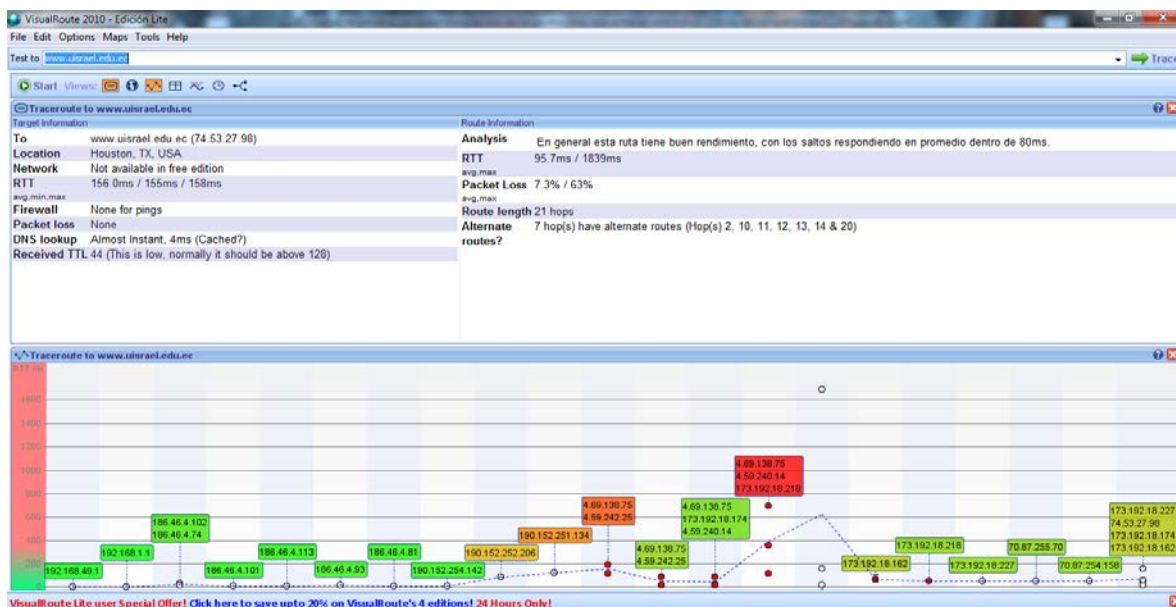 VisualRoute 2010 - Edición Lite
File Edit Options Maps Tools Help
Test to www.uisrael.edu.ec Trace
Start Views:
Traceroute to www.uisrael.edu.ec
Target Information
To www.uisrael.edu.ec (74.53.27.98)
Location Houston, TX, USA
Network Not available in free edition
RTT 156.0ms / 155ms / 158ms
avg,min,max
Firewall None for pings
Packet loss None
DNS lookup Almost Instant, 4ms (Cached?)
Received TTL 44 (This is low, normally it should be above 128)
Route Information
Analysis En general esta ruta tiene buen rendimiento, con los saltos respondiendo en promedio dentro de 80ms.
RTT 95.7ms / 1839ms
avg,max
Packet Loss 7.3% / 63%
avg,max
Route length 21 hops
Alternate 7 hop(s) have alternate routes (Hop(s) 2, 10, 11, 12, 13, 14 & 20)
routes?
Traceroute to www.uisrael.edu.ec
RTT ms
1600
1400
1200
1000
800
600
400
200
0
192.168.49.1
192.168.1.1
186.46.4.102
186.46.4.74
186.46.4.101
186.46.4.113
186.46.4.93
186.46.4.81
190.152.254.142
190.152.252.206
190.152.251.134
4.69.138.75
4.59.242.25
4.69.138.75
4.59.242.25
4.69.138.75
173.192.18.174
4.59.240.14
4.69.138.75
4.59.240.14
173.192.18.218
173.192.18.162
173.192.18.218
173.192.18.227
70.87.255.70
70.87.254.158
173.192.18.227
74.53.27.98
173.192.18.174
173.192.18.162
VisualRoute Lite user Special Offer! Click here to save upto 20% on VisualRoute's 4 editions! 24 Hours Only!